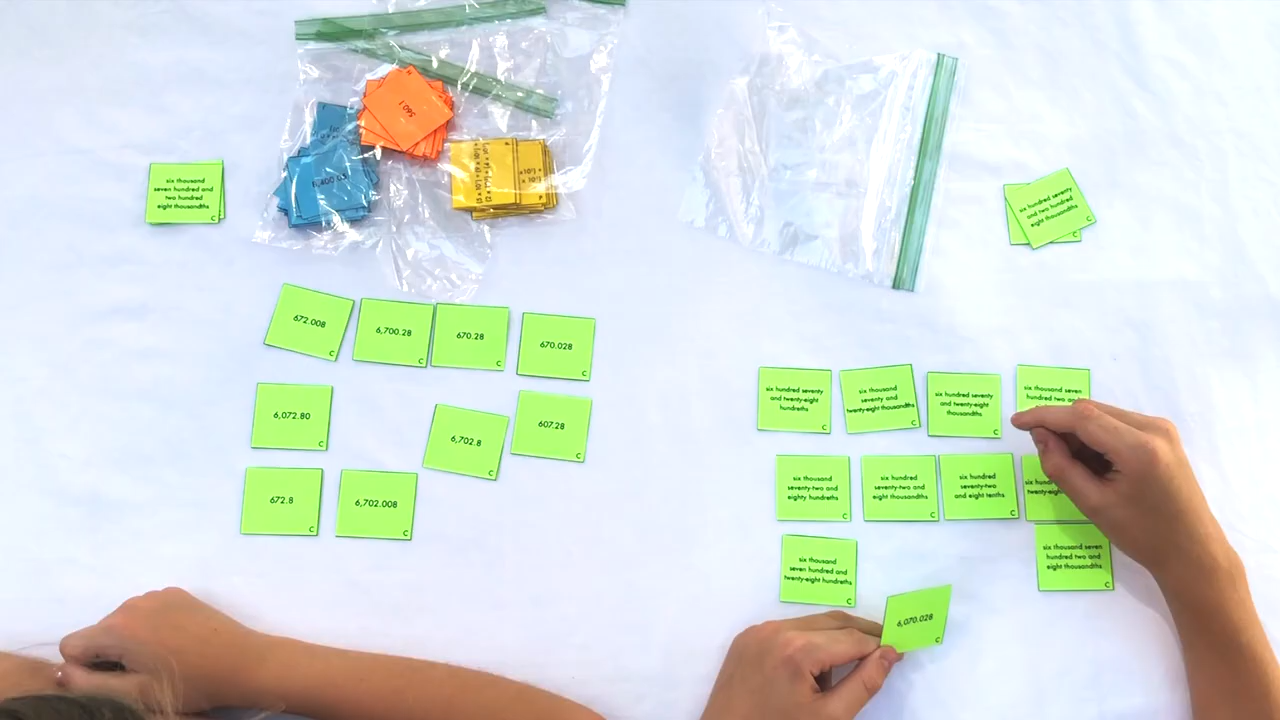 560.1
six thousand
seven hundred and
two hundred
eight thousandths
C
six hundred seventy
and two hundred
eight thousandths
C
672.008
C
6,700.28
C
670.28
C
670.028
C
6,072.80
C
6,702.8
C
607.28
C
672.8
C
6,702.008
C
six hundred seventy
and twenty-eight
hundreths
C
six thousand
seventy and
twenty-eight thousandths
C
six hundred seventy
and twenty-eight
thousandths
C
six thousand seven
hundred two and
six thousand
seventy-two and
eighty hundreths
C
six hundred
seventy-two and
eight thousandths
C
six hundred
seventy-two
and eight tenths
C
six thousand
seven hundred and
twenty-eight hundreths
C
six thousand seven
hundred two and
eight thousandths
C
6,070.028
C